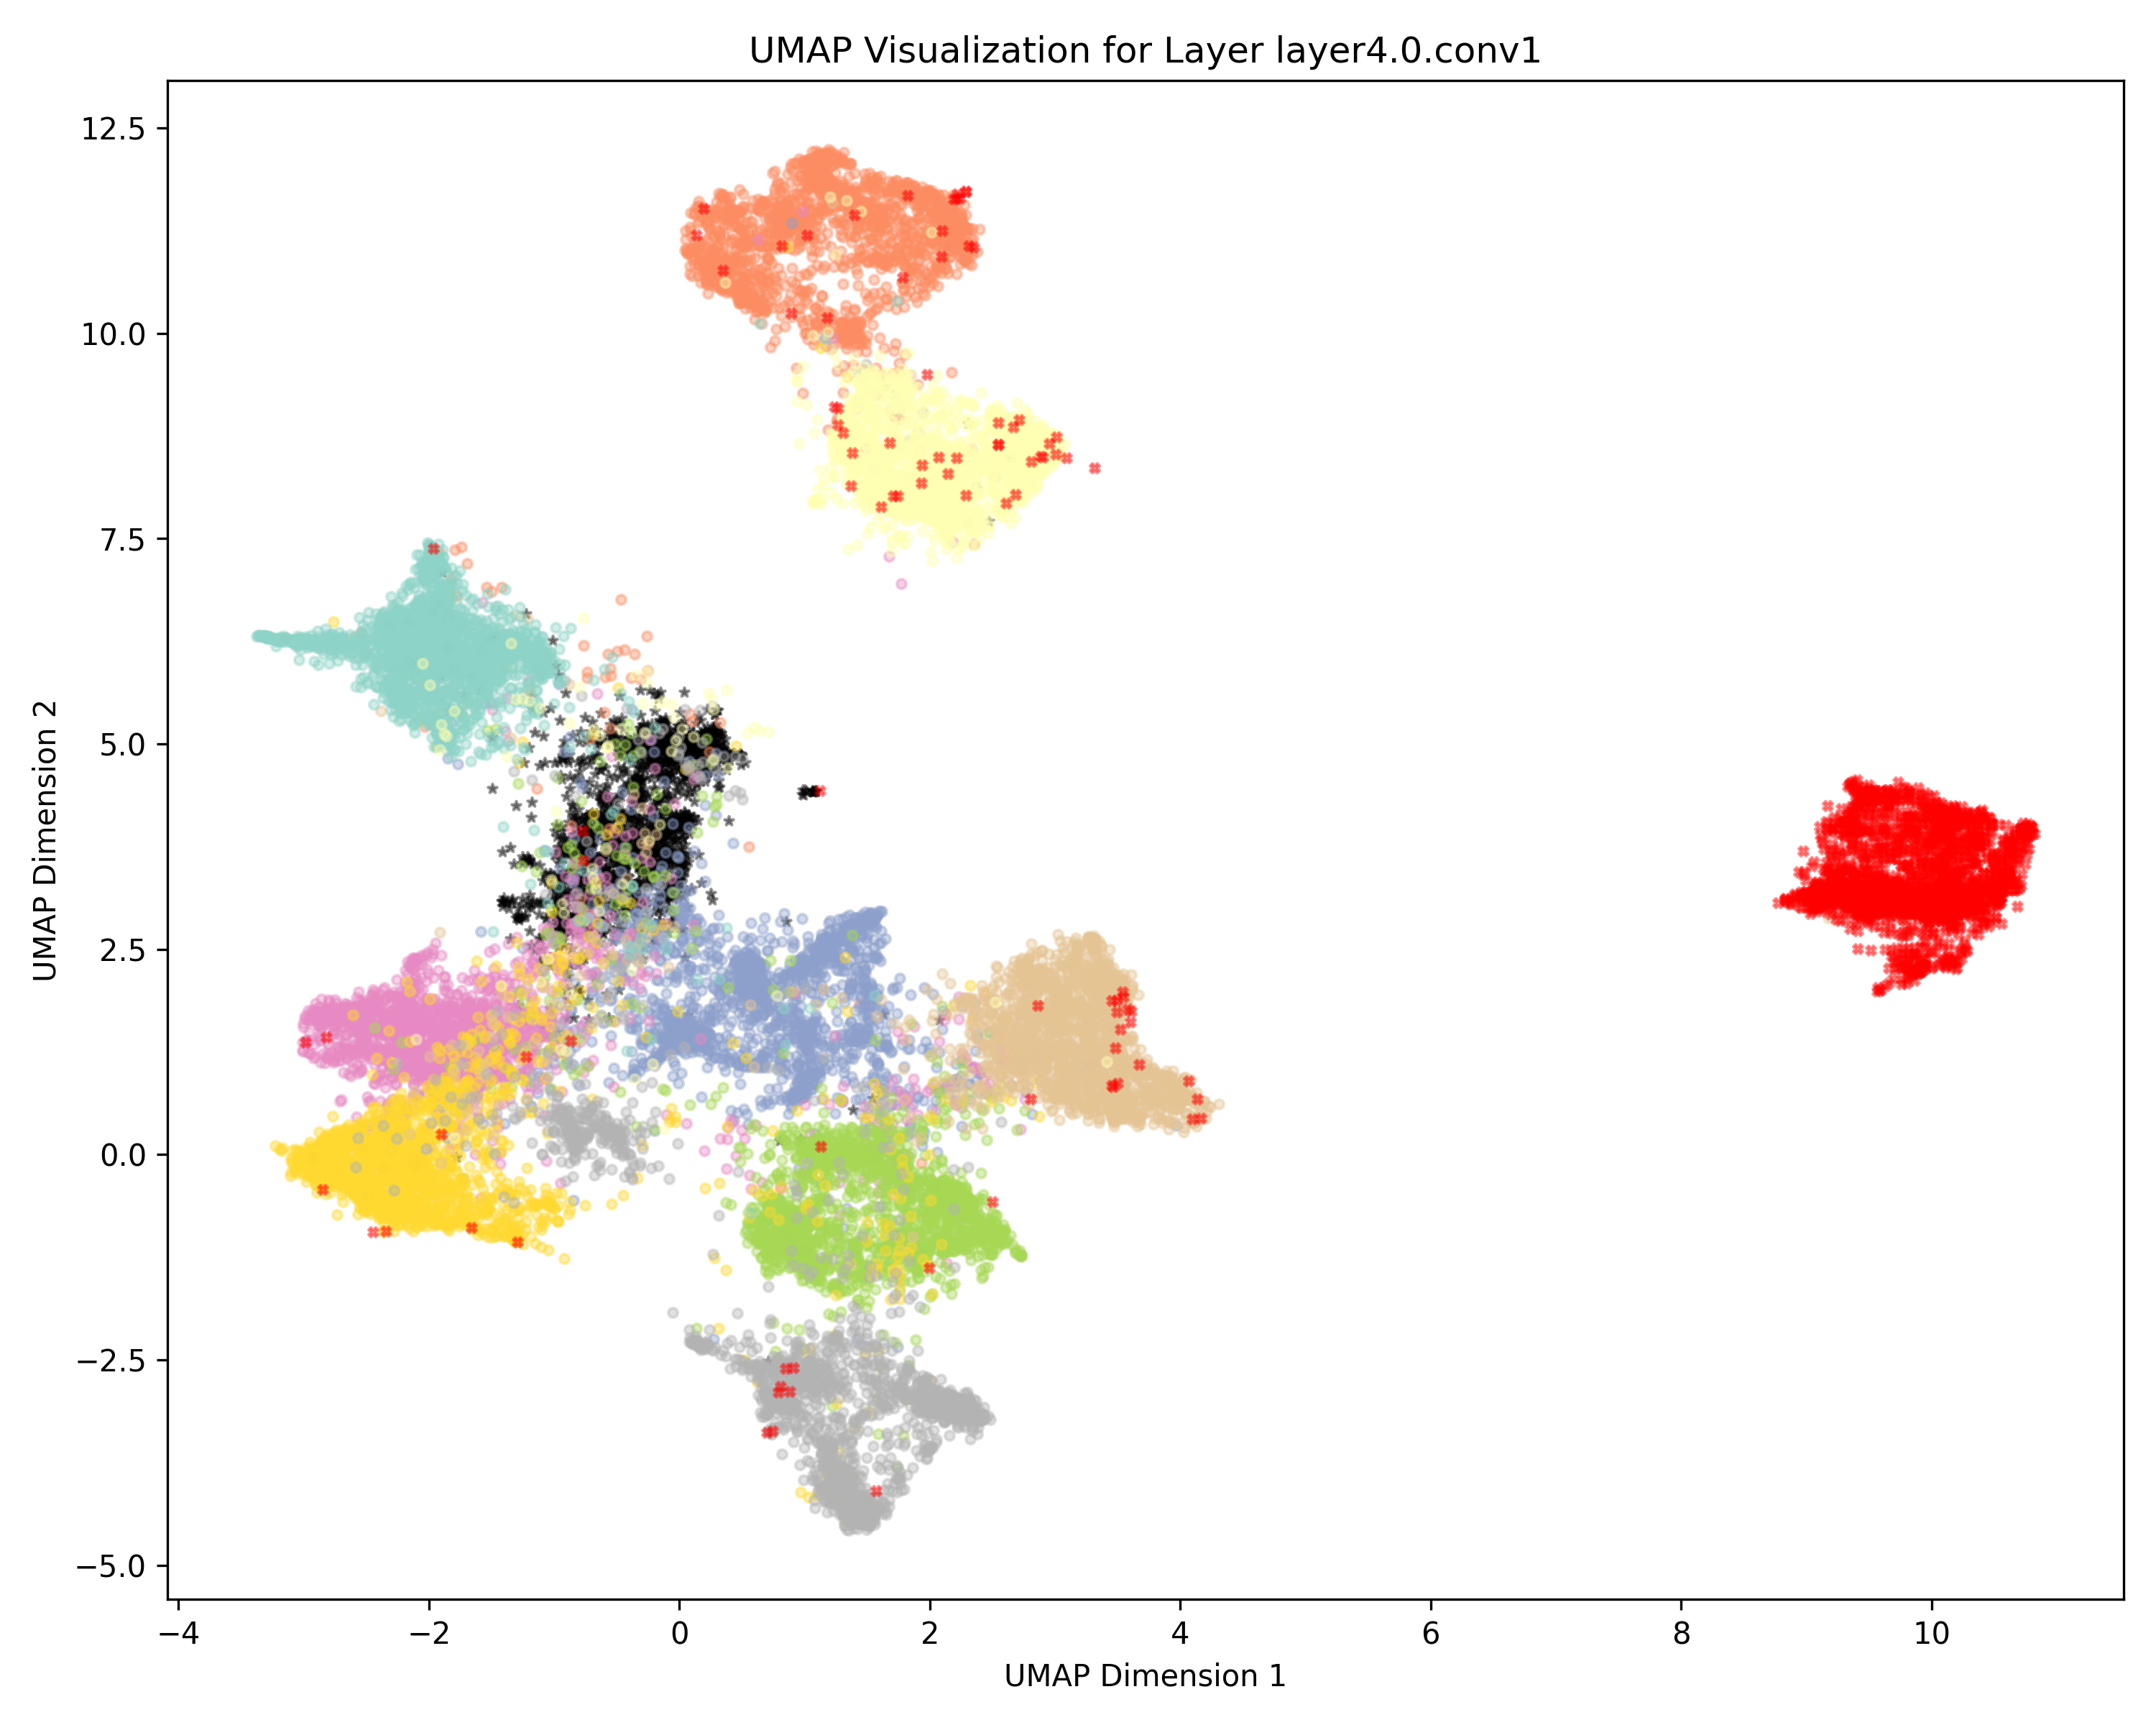 UMAP Visualization for Layer layer4.0.conv1
12.5
10.0
7.5
5.0
2.5
0.0
−2.5
−5.0
UMAP Dimension 2
−4 −2 0 2 4 6 8 10
UMAP Dimension 1